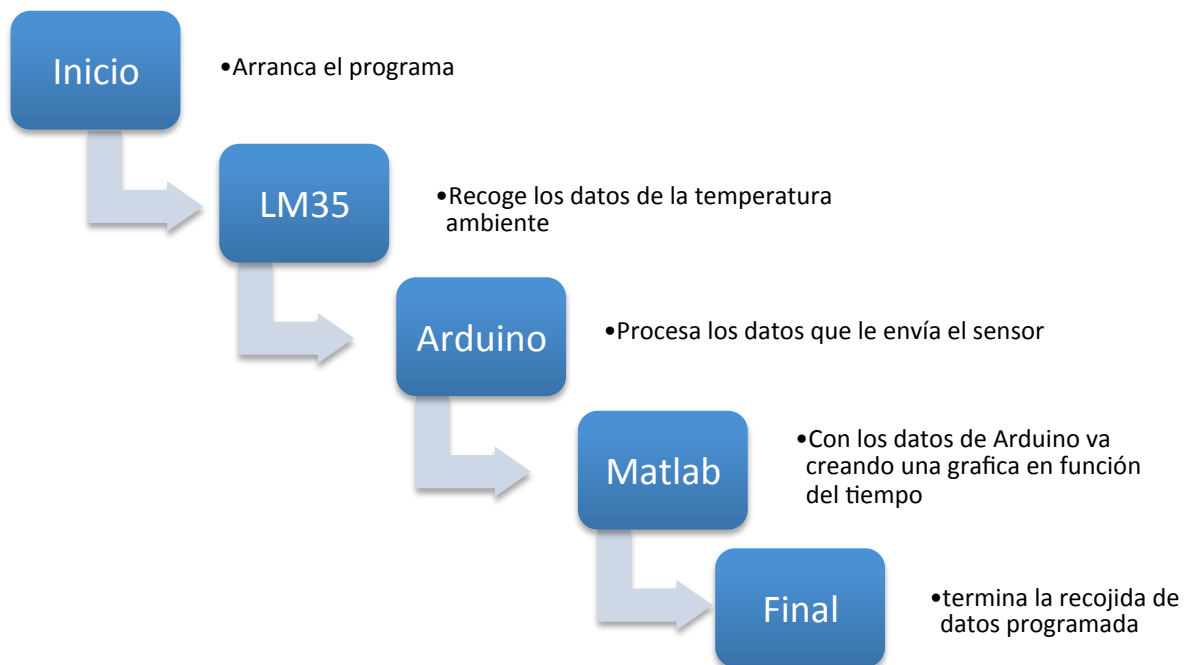 Inicio
•Arranca el programa
LM35
•Recoge los datos de la temperatura
ambiente
Arduino
•Procesa los datos que le envía el sensor
Matlab
•Con los datos de Arduino va
creando una grafica en función
del tiempo
Final
•termina la recojida de
datos programada